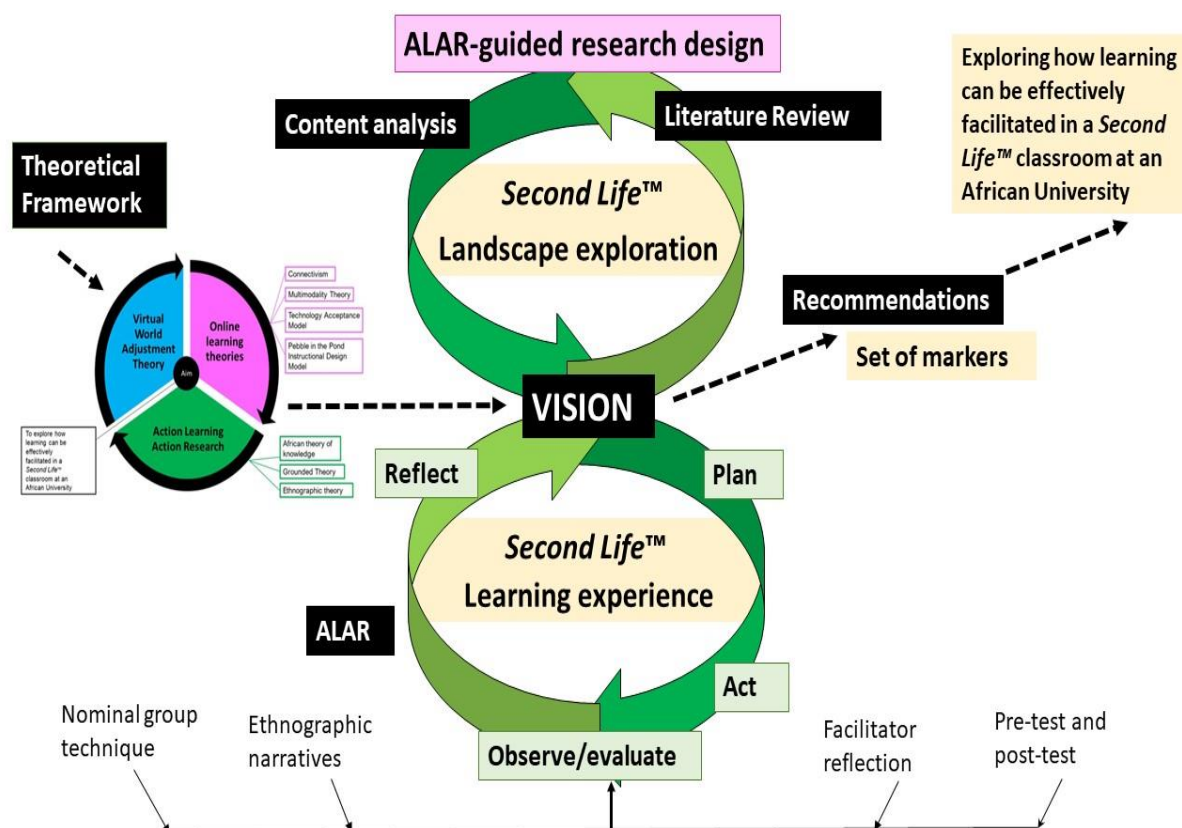 ALAR-guided research design
Content analysis
Literature Review
Exploring how learning
can be effectively
facilitated in a Second
Life™ classroom at an
African University
Theoretical
Framework
Second Life™
Landscape exploration
Connectivism
Multimodality Theory
Technology Acceptance
Model
Pebble in the Pond
Instructional Design
Model
Virtual
World
Adjustment
Theory
Online
learning
theories
Aim
Action Learning
Action Research
To explore how
learning can be
effectively
facilitated in a
Second Life™
classroom at an
African University
African theory of
knowledge
Grounded Theory
Ethnographic theory
Recommendations
Set of markers
VISION
Reflect
Plan
Second Life™
Learning experience
ALAR
Act
Observe/evaluate
Nominal group
technique
Ethnographic
narratives
Facilitator
reflection
Pre-test and
post-test